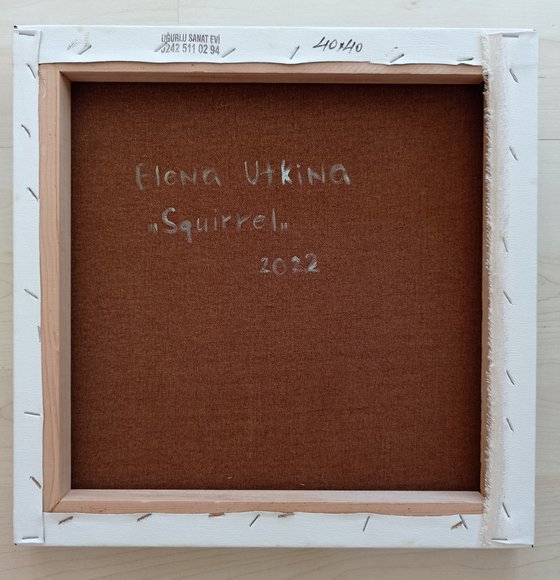 UĞURLU SANAT EVİ
0242 511 02 94
40x40
Elena Utkina
„Squirrel„
2022